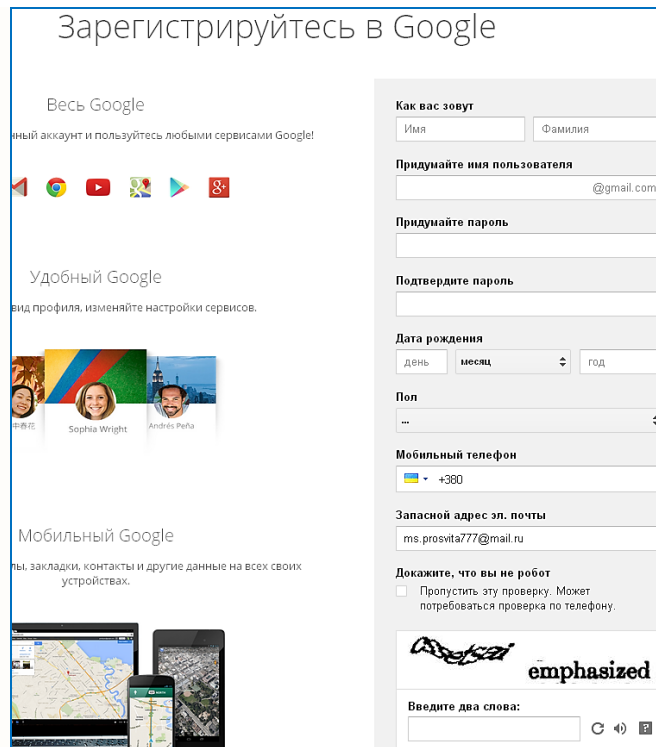 Зарегистрируйтесь в Google
Весь Google
ный аккаунт и пользуйтесь любыми сервисами Google!
Удобный Google
вид профиля, изменяйте настройки сервисов.
中春花
Sophia Wright
Andrés Peña
Мобильный Google
лы, закладки, контакты и другие данные на всех своих
устройствах.
Как вас зовут
Имя
Фамилия
Придумайте имя пользователя
@gmail.com
Придумайте пароль
Подтвердите пароль
Дата рождения
день
месяц
год
Пол
...
Мобильный телефон
+380
Запасной адрес эл. почты
ms.prosvita777@mail.ru
Докажите, что вы не робот
Пропустить эту проверку. Может
потребоваться проверка по телефону.
emphasized
Введите два слова: